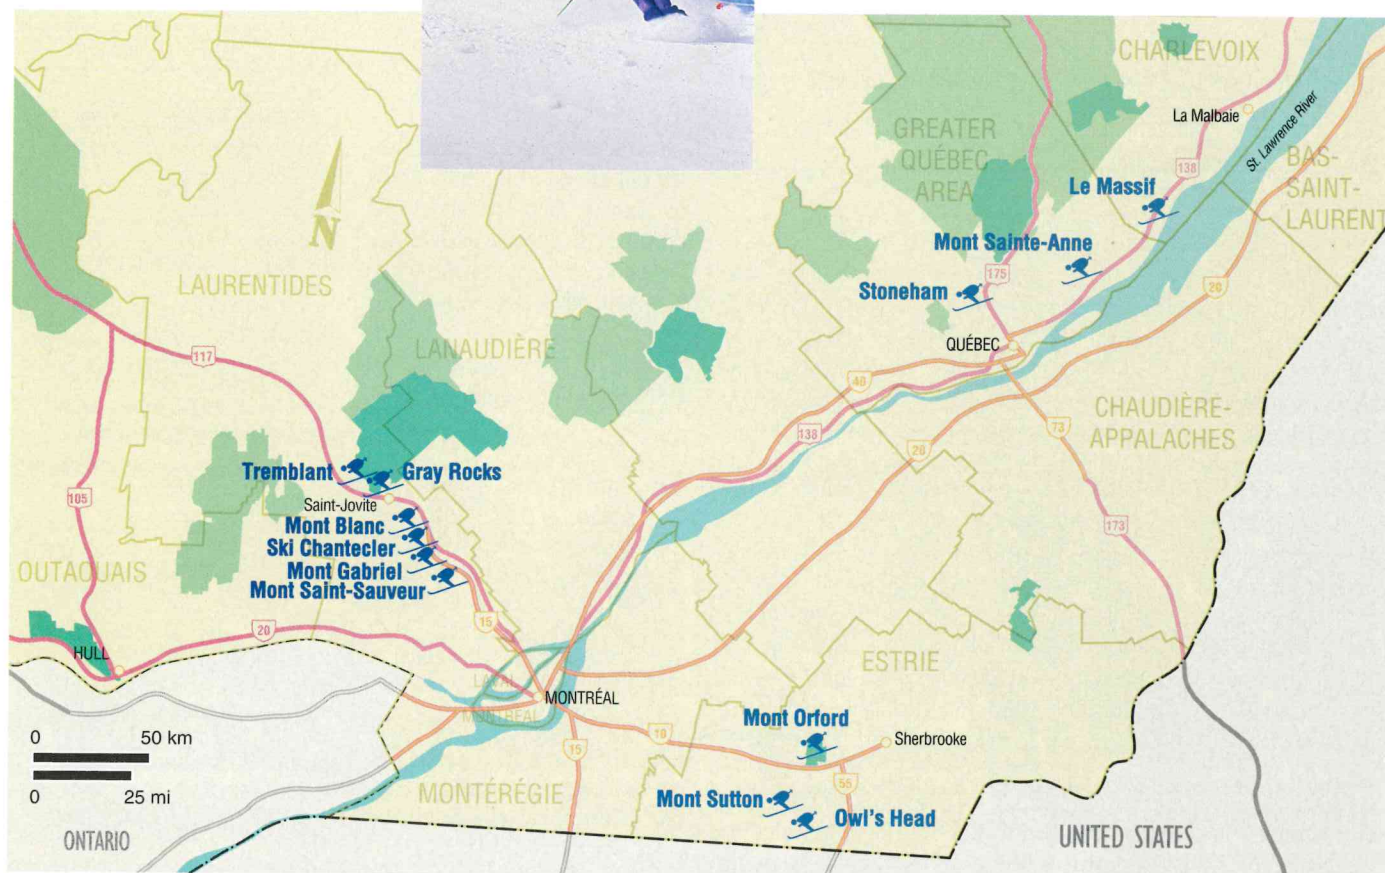 CHARLEVOIX
La Malbaie
St. Lawrence River
GREATER
QUÉBEC
AREA
138
BAS-
SAINT-
LAURENT
Le Massif
N
Mont Sainte-Anne
LAURENTIDES
175
Stoneham
20
QUÉBEC
117
LANAUDIÈRE
40
CHAUDIÈRE-
APPALACHES
138
73
20
Tremblant
Gray Rocks
105
Saint-Jovite
Mont Blanc
173
Ski Chantecler
OUTAOUAIS
Mont Gabriel
Mont Saint-Sauveur
15
20
HULL
ESTRIE
LAVAL
MONTRÉAL
MONTRÉAL
Mont Orford
0 50 km
10
Sherbrooke
15
55
0 25 mi
MONTÉRÉGIE
Mont Sutton
Owl's Head
ONTARIO
UNITED STATES